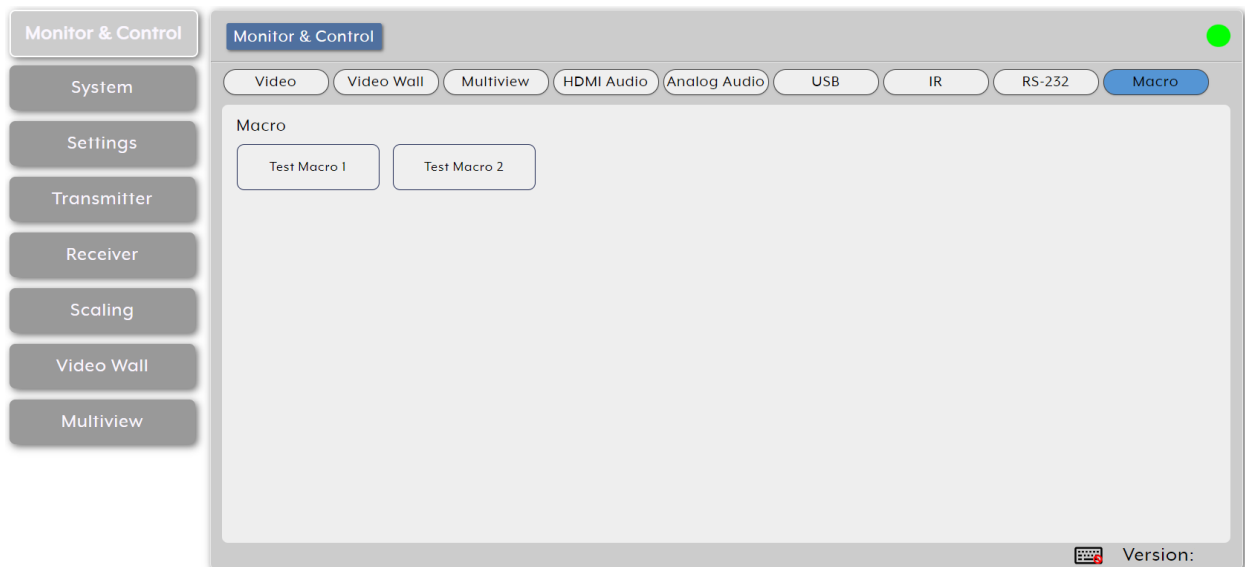 Monitor & Control
System
Settings
Transmitter
Receiver
Scaling
Video Wall
Multiview
Monitor & Control
Video Video Wall Multiview HDMI Audio Analog Audio USB IR RS-232 Macro
Macro
Test Macro 1 Test Macro 2
Version: